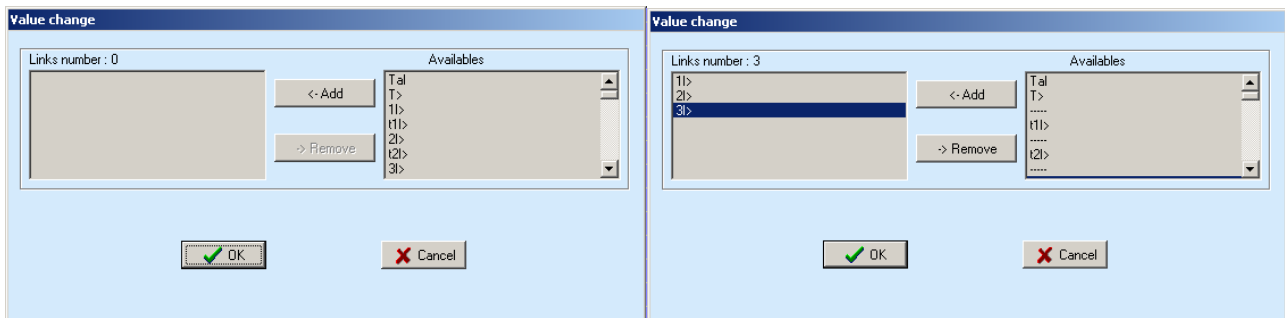 Value change
Links number : 0
Availables
<- Add
-> Remove
Tal
T>
1I>
t1I>
2I>
t2I>
3I>
OK
Cancel
Value change
Links number : 3
Availables
1I>
2I>
3I>
<- Add
-> Remove
Tal
T>
-----
t1I>
-----
t2I>
-----
OK
Cancel